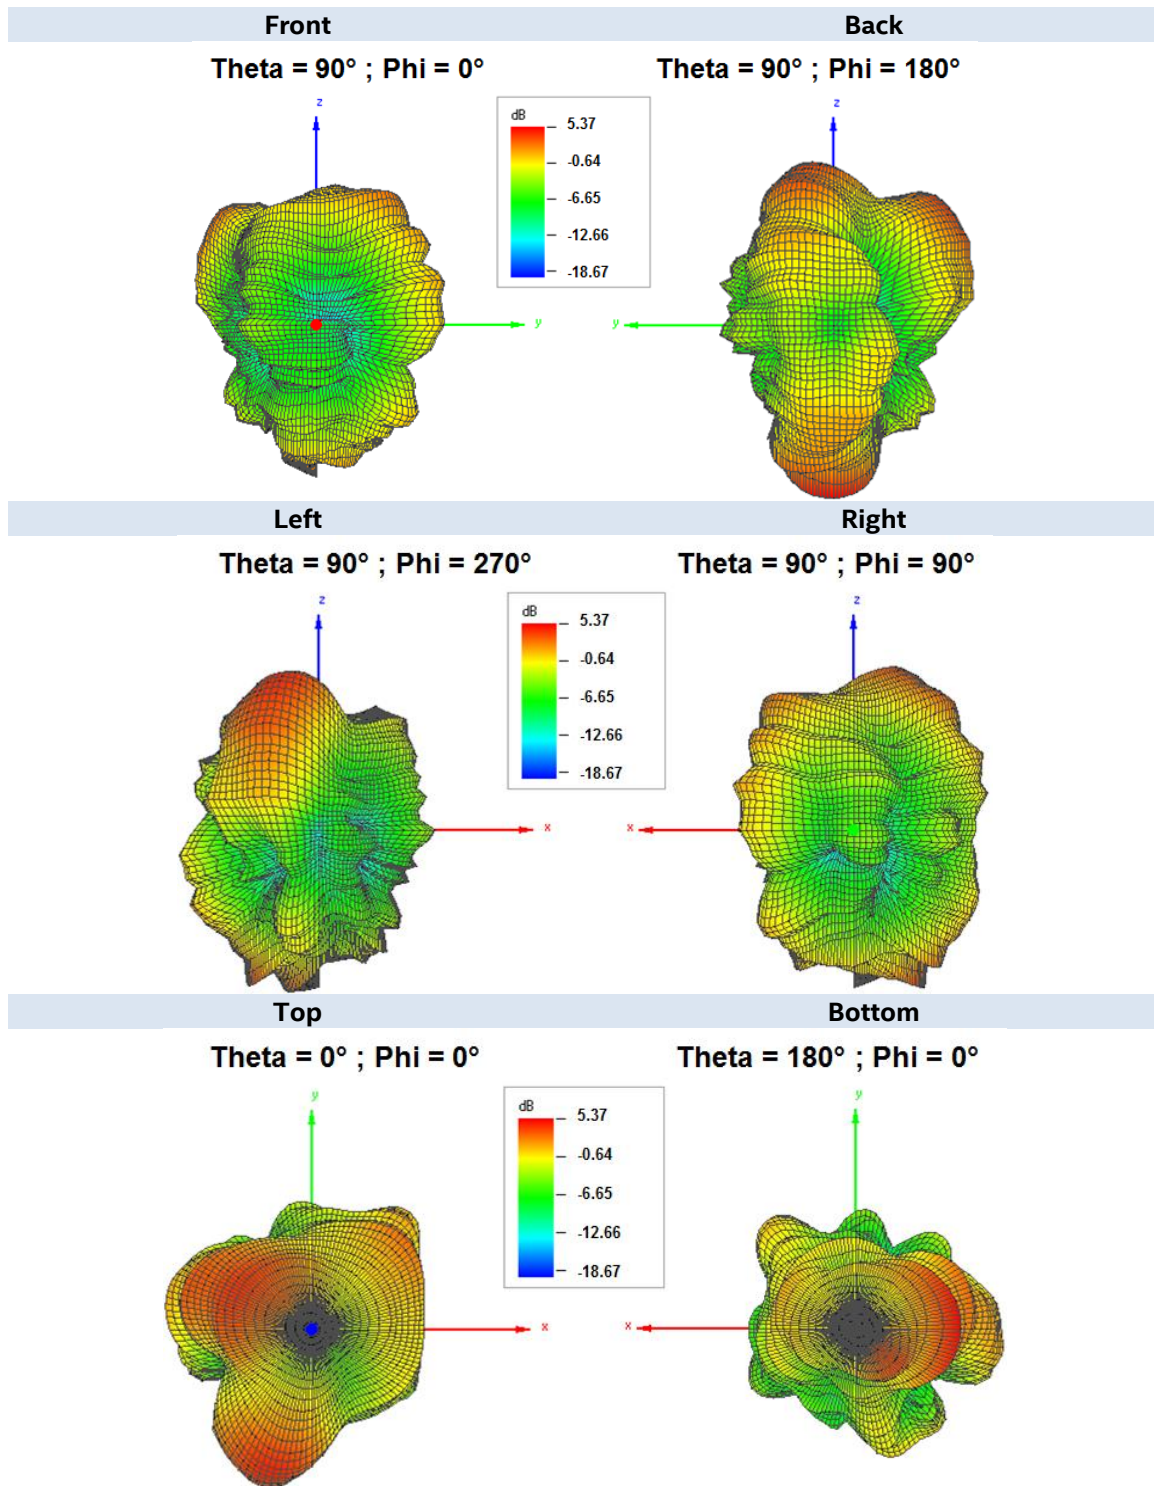 Front Back
Theta = 90° ; Phi = 0° Theta = 90° ; Phi = 180°
z
dB
5.37
-0.64
-6.65
-12.66
-18.67
z
y y
Left Right
Theta = 90° ; Phi = 270° Theta = 90° ; Phi = 90°
z
dB
5.37
-0.64
-6.65
-12.66
-18.67
z
x x
Top Bottom
Theta = 0° ; Phi = 0° Theta = 180° ; Phi = 0°
y
dB
5.37
-0.64
-6.65
-12.66
-18.67
y
x x